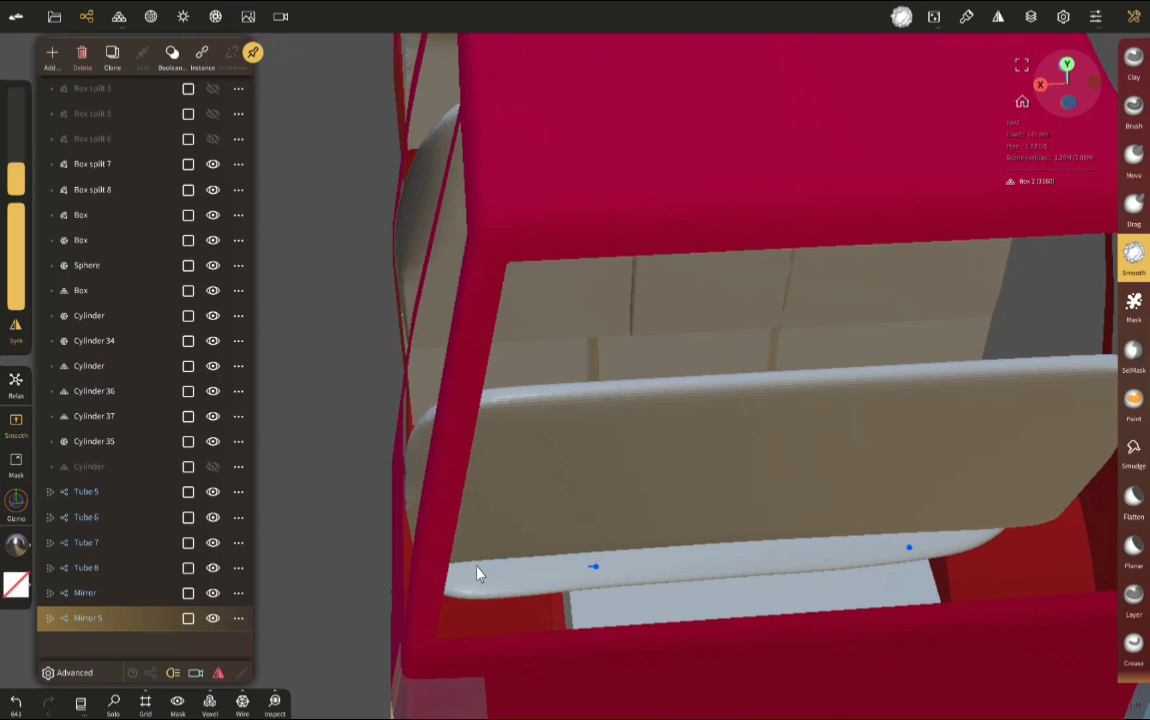 Add...
Delete
Clone
Join
Boolean...
Instance
Box split 3
Box split 5
Box split 6
Box split 7
Box split 8
Box
Box
Sphere
Box
Cylinder
Cylinder 34
Cylinder
Cylinder 36
Cylinder 37
Cylinder 35
Cylinder
Tube 5
Tube 6
Tube 7
Tube 8
Mirror
Mirror 5
Advanced
Sym
Relax
Smooth
Mask
Gizmo
641
0
Solo
Grid
Mask
Voxel
Wire
Inspect
Y
X
Box 2 (3160)
Clay
Brush
Move
Drag
Smooth
Mask
SelMask
Paint
Smudge
Flatten
Planar
Layer
Crease